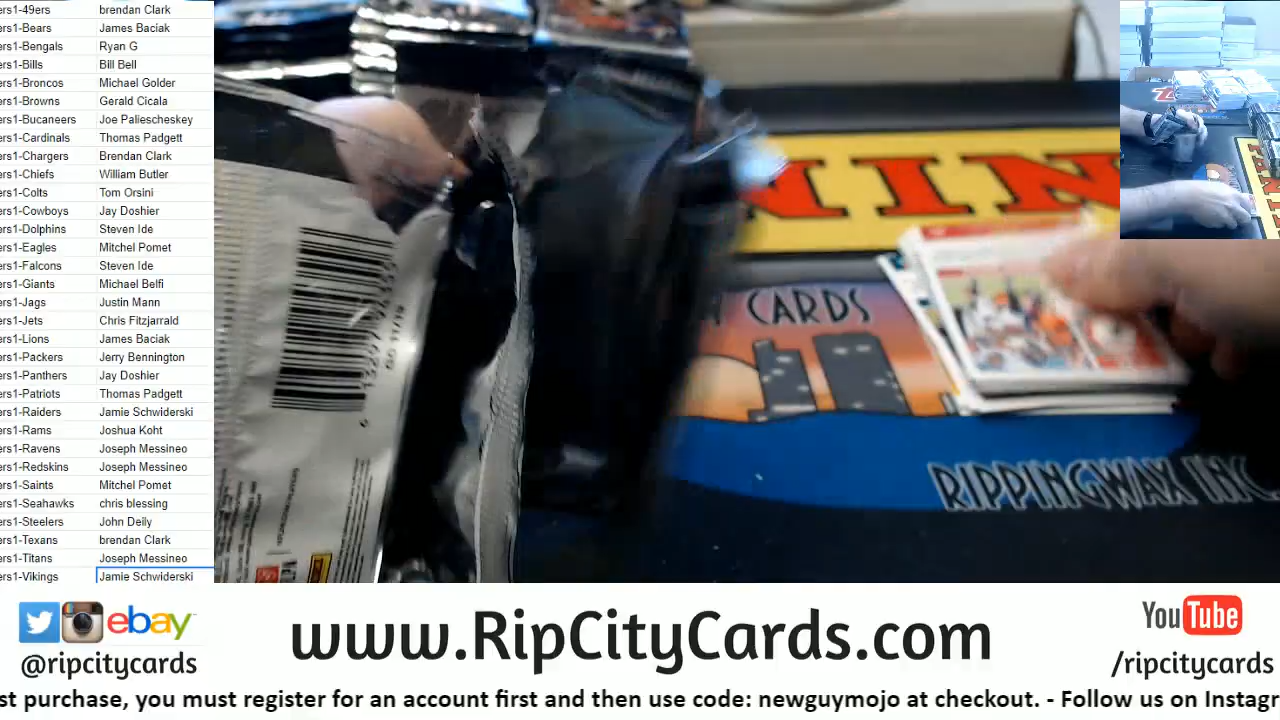 ers1-49ers brendan Clark
ers1-Bears James Baciak
ers1-Bengals Ryan G
ers1-Bills Bill Bell
ers1-Broncos Michael Golder
ers1-Browns Gerald Cicala
ers1-Bucaneers Joe Paliescheskey
ers1-Cardinals Thomas Padgett
ers1-Chargers Brendan Clark
ers1-Chiefs William Butler
ers1-Colts Tom Orsini
ers1-Cowboys Jay Doshier
ers1-Dolphins Steven Ide
ers1-Eagles Mitchel Pomet
ers1-Falcons Steven Ide
ers1-Giants Michael Belfi
ers1-Jags Justin Mann
ers1-Jets Chris Fitzjarrald
ers1-Lions James Baciak
ers1-Packers Jerry Bennington
ers1-Panthers Jay Doshier
ers1-Patriots Thomas Padgett
ers1-Raiders Jamie Schwiderski
ers1-Rams Joshua Koht
ers1-Ravens Joseph Messineo
ers1-Redskins Joseph Messineo
ers1-Saints Mitchel Pomet
ers1-Seahawks chris blessing
ers1-Steelers John Deily
ers1-Texans brendan Clark
ers1-Titans Joseph Messineo
ers1-Vikings Jamie Schwiderski
NIN
CARDS
RIPPINGWAX INC.
ebay
@ripcitycards
www.RipCityCards.com
YouTube
/ripcitycards
st purchase, you must register for an account first and then use code: newguymojo at checkout. - Follow us on Instagr